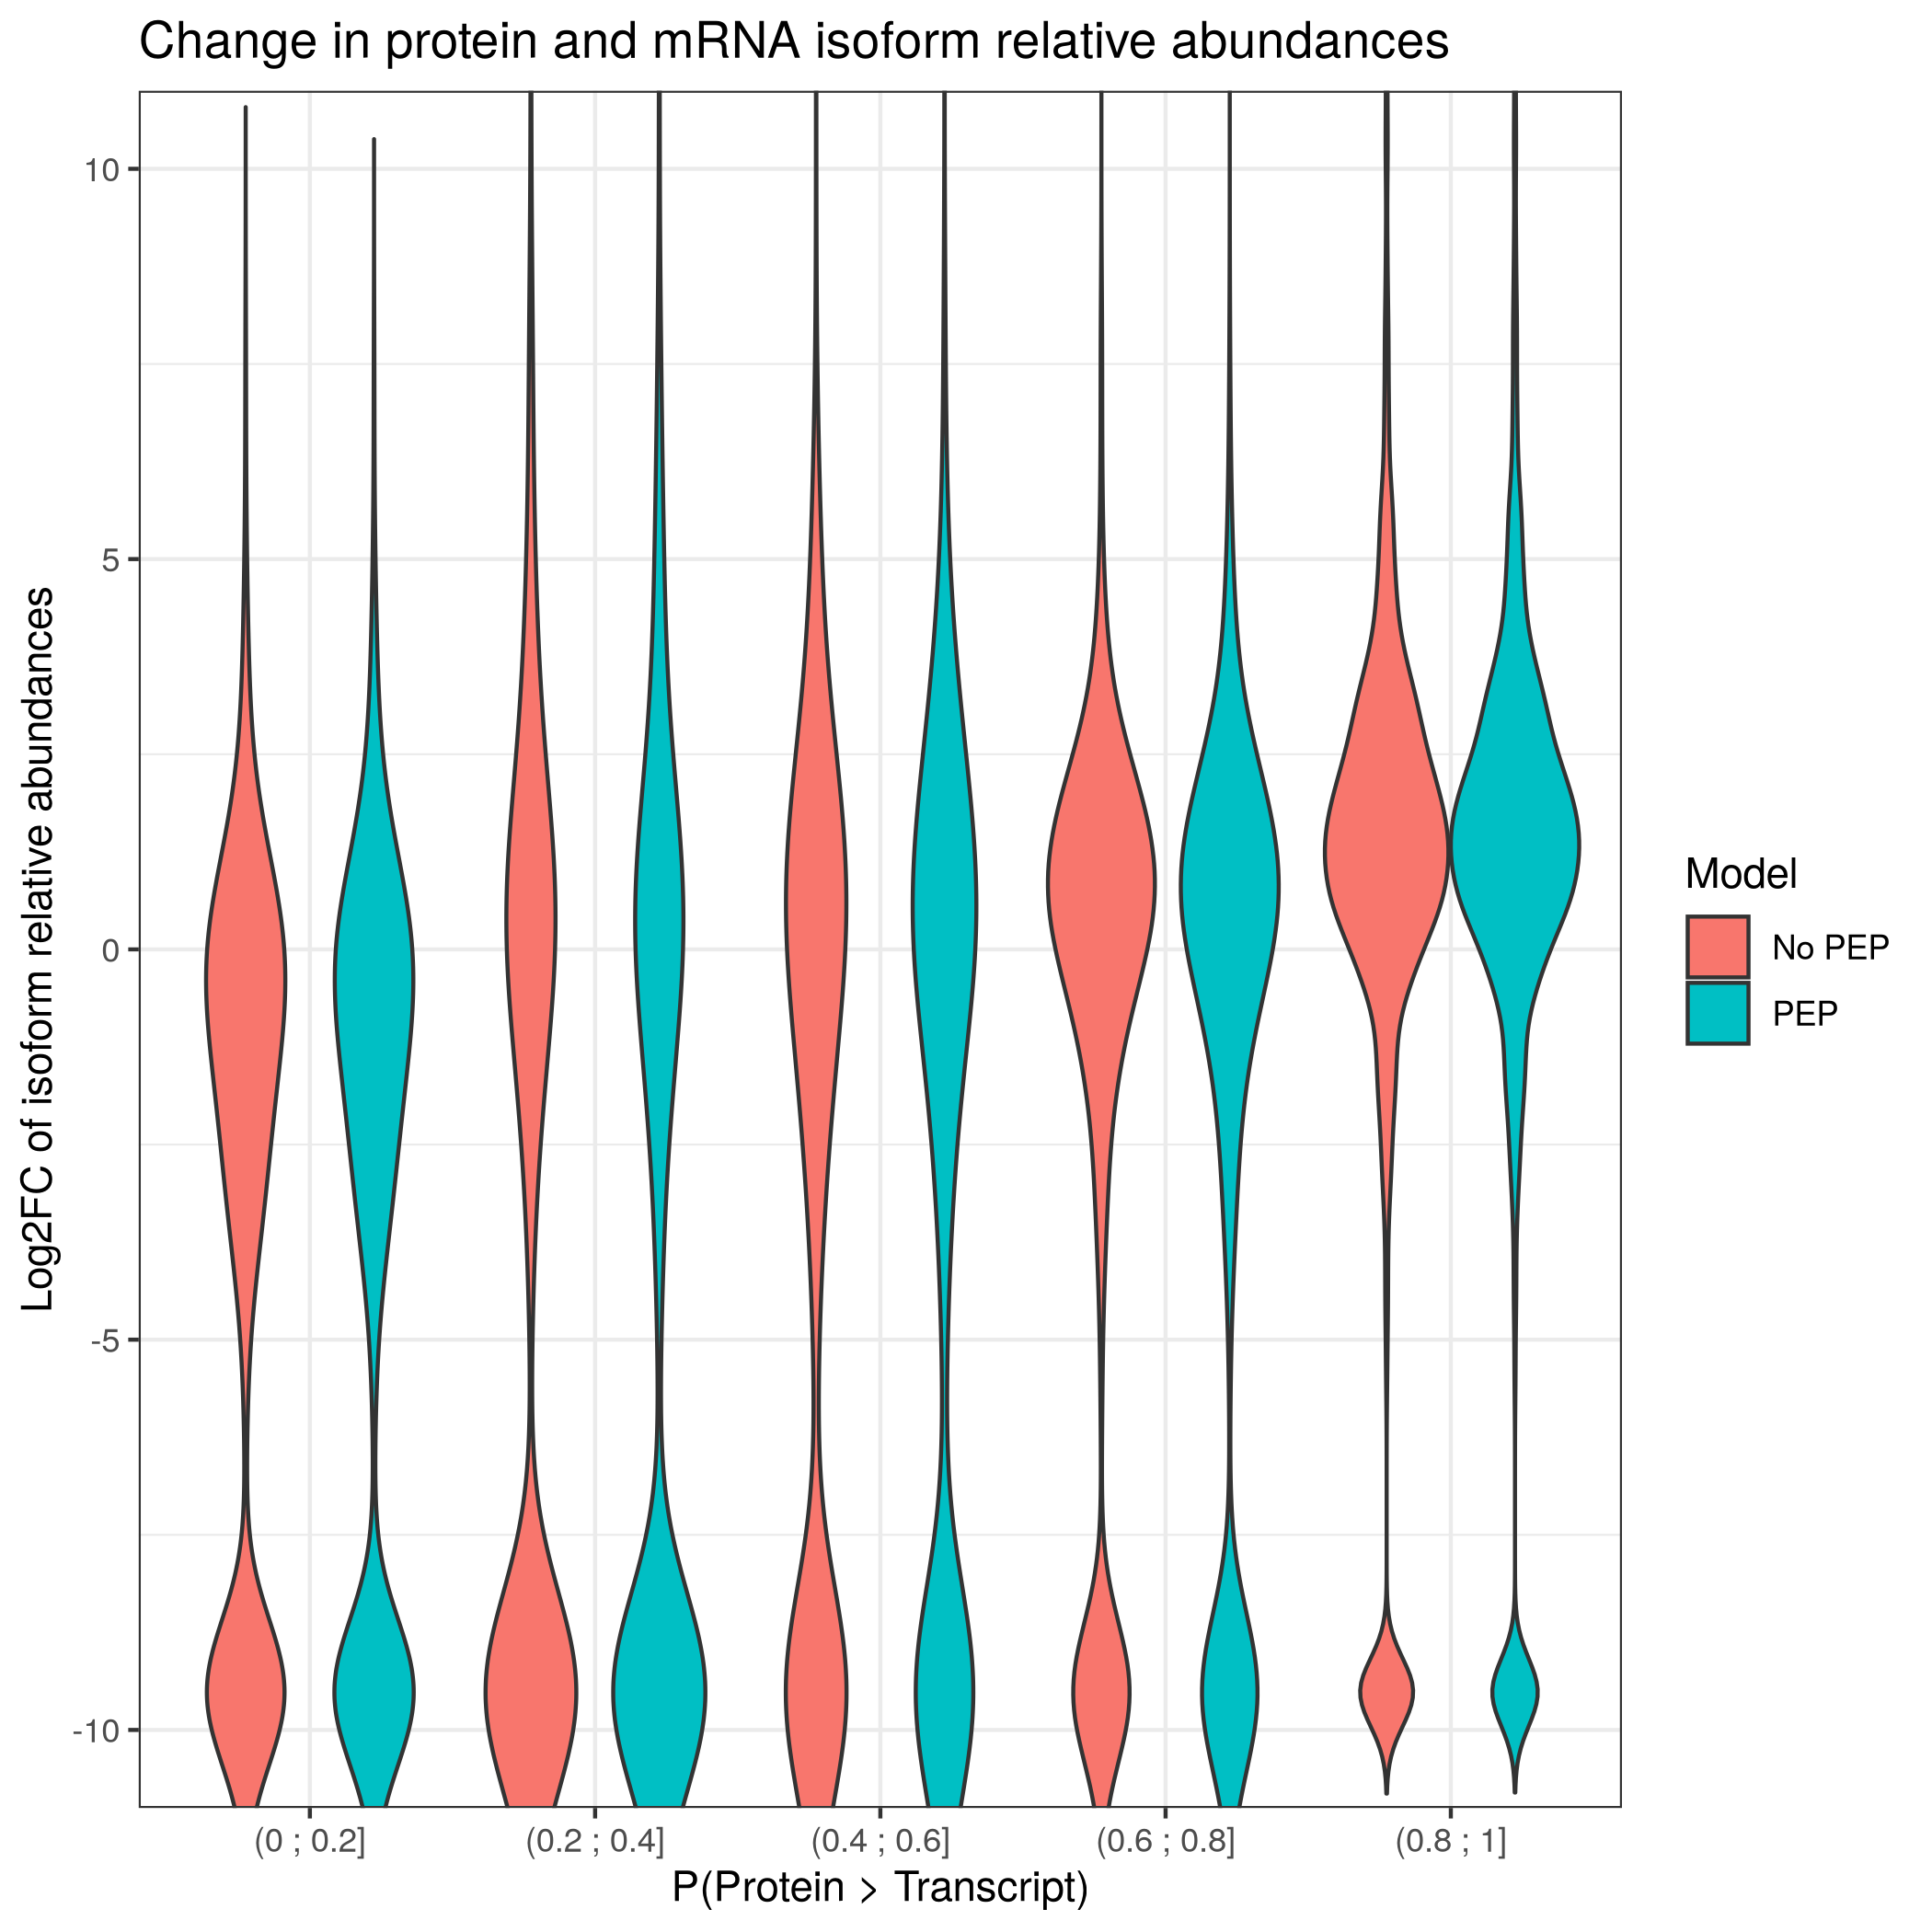 Change in protein and mRNA isoform relative abundances
Log2FC of isoform relative abundances
10
5
0
-5
-10
(0 ; 0.2]
(0.2 ; 0.4]
(0.4 ; 0.6]
(0.6 ; 0.8]
(0.8 ; 1]
P(Protein > Transcript)
Model
No PEP
PEP